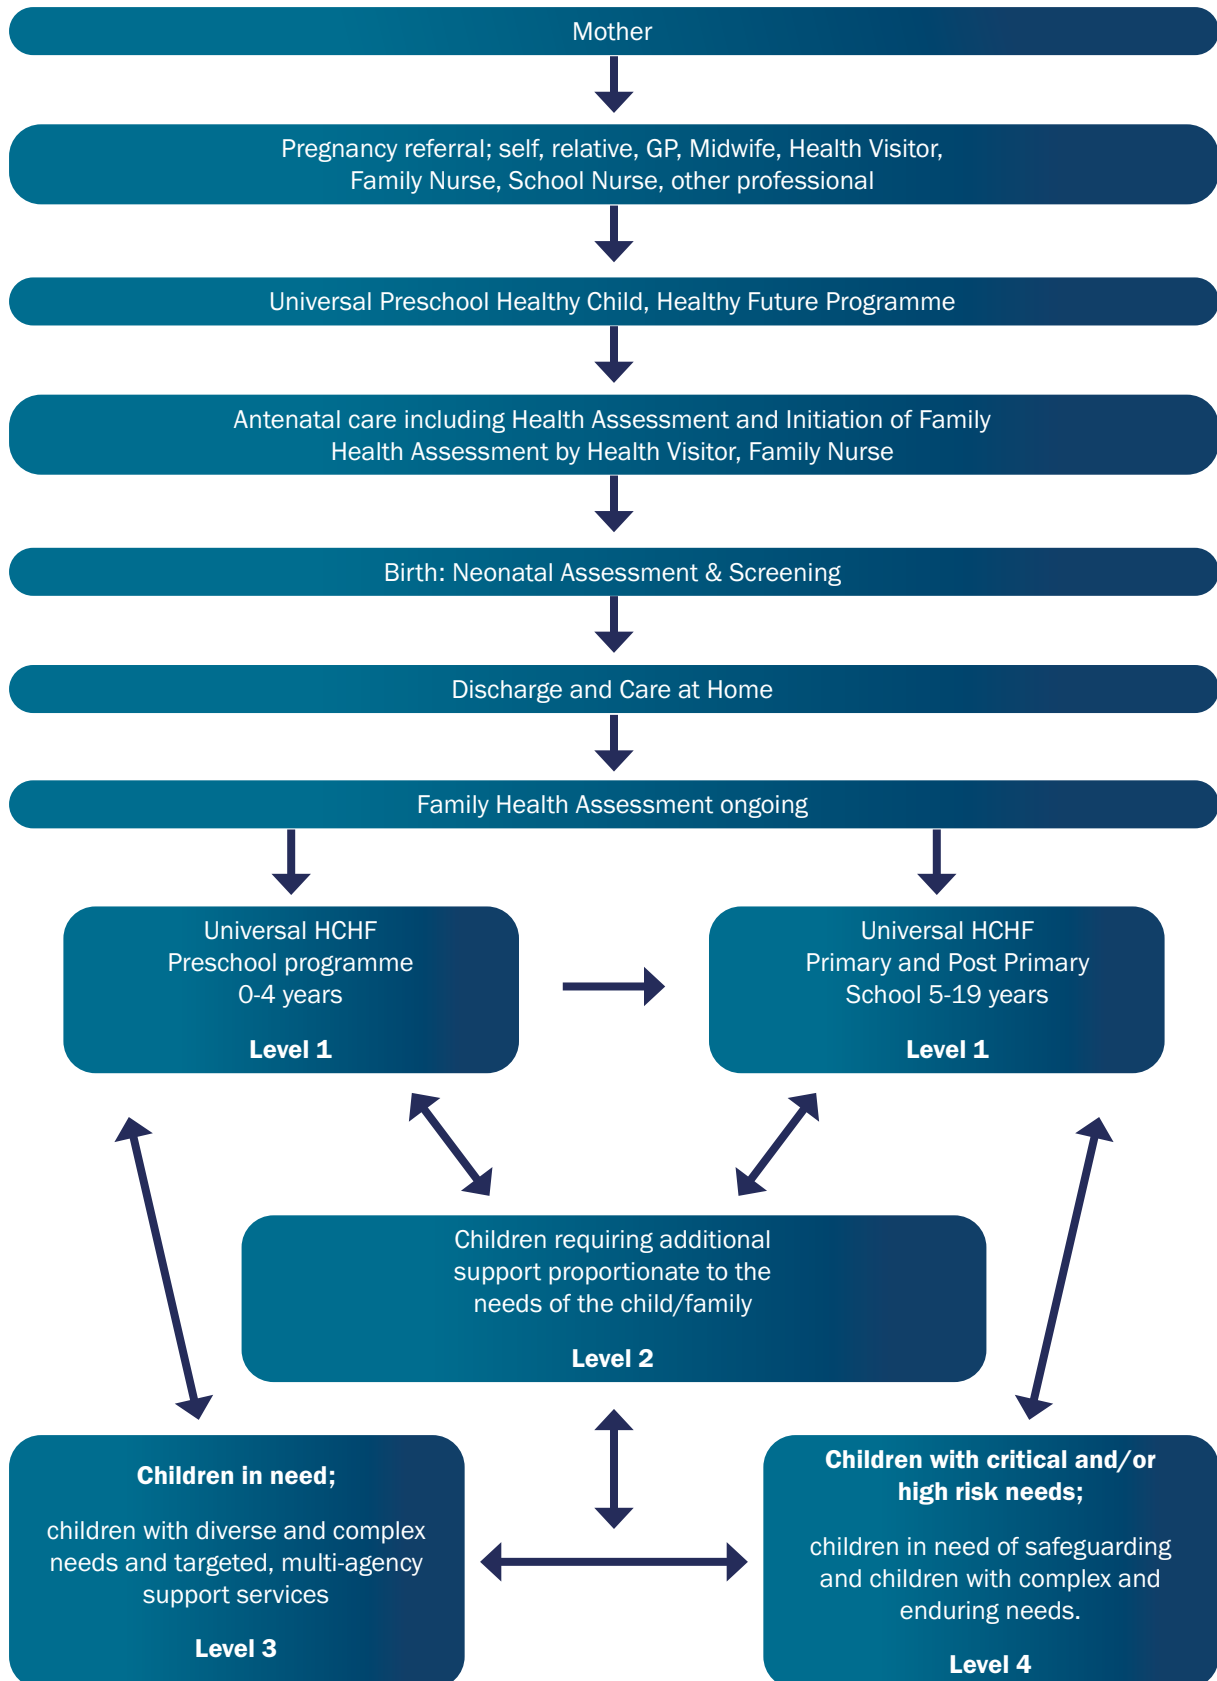 Mother
Pregnancy referral; self, relative, GP, Midwife, Health Visitor,
Family Nurse, School Nurse, other professional
Universal Preschool Healthy Child, Healthy Future Programme
Antenatal care including Health Assessment and Initiation of Family
Health Assessment by Health Visitor, Family Nurse
Birth: Neonatal Assessment & Screening
Discharge and Care at Home
Family Health Assessment ongoing
Universal HCHF
Preschool programme
0-4 years
Level 1
Universal HCHF
Primary and Post Primary
School 5-19 years
Level 1
Children requiring additional
support proportionate to the
needs of the child/family
Level 2
Children in need;
children with diverse and complex
needs and targeted, multi-agency
support services
Level 3
Children with critical and/or
high risk needs;
children in need of safeguarding
and children with complex and
enduring needs.
Level 4